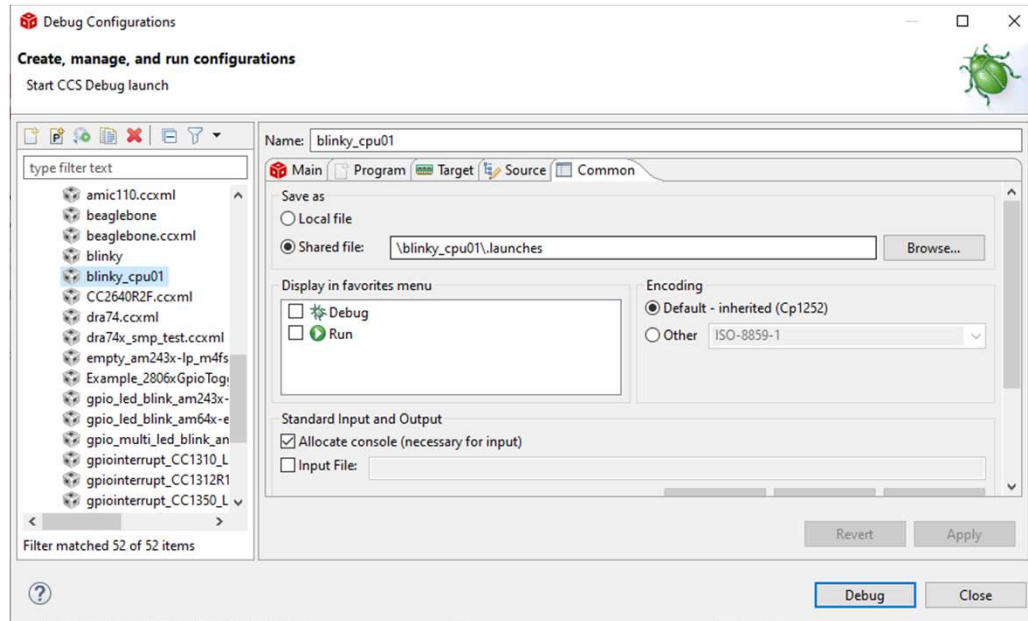 Debug Configurations
Create, manage, and run configurations
Start CCS Debug launch
type filter text
amic110.ccxml
beaglebone
beaglebone.ccxml
blinky
blinky_cpu01
CC2640R2F.ccxml
dra74.ccxml
dra74x_smp_test.ccxml
empty_am243x-lp_m4fs
Example_2806xGpioTog
gpio_led_blink_am243x-
gpio_led_blink_am64x-e
gpio_multi_led_blink_an
gpiointerrupt_CC1310_L
gpiointerrupt_CC1312R1
gpiointerrupt_CC1350_L
Filter matched 52 of 52 items
Name: blinky_cpu01
Main Program Target Source Common
Save as
Local file
Shared file: \blinky_cpu01\.launches Browse...
Display in favorites menu
Debug
Run
Encoding
Default - inherited (Cp1252)
Other ISO-8859-1
Standard Input and Output
Allocate console (necessary for input)
Input File:
Revert Apply
? Debug Close